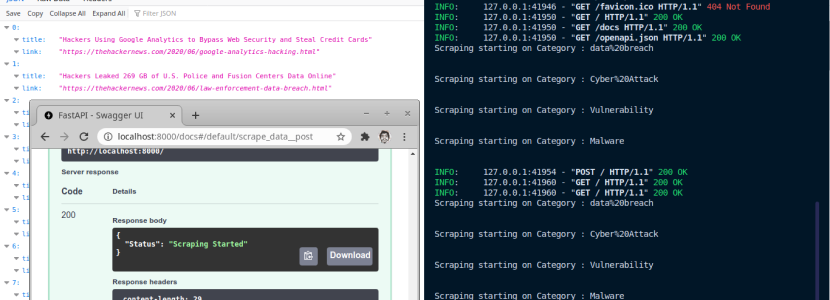 JSON Raw Data Headers
Save Copy Collapse All Expand All Filter JSON
0:
title: "Hackers Using Google Analytics to Bypass Web Security and Steal Credit Cards"
link: "https://thehackernews.com/2020/06/google-analytics-hacking.html"
1:
title: "Hackers Leaked 269 GB of U.S. Police and Fusion Centers Data Online"
link: "https://thehackernews.com/2020/06/law-enforcement-data-breach.html"
2:
ti
li
3:
ti
li
4:
ti
li
5:
ti
li
6:
ti
li
7:
ti
FastAPI - Swagger UI
localhost:8000/docs#/default/scrape_data__post
http://localhost:8000/
Server response
Code Details
200
Response body
{
"Status": "Scraping Started"
}
Download
Response headers
content-length: 29
INFO: 127.0.0.1:41946 - "GET /favicon.ico HTTP/1.1" 404 Not Found
INFO: 127.0.0.1:41950 - "GET / HTTP/1.1" 200 OK
INFO: 127.0.0.1:41950 - "GET /docs HTTP/1.1" 200 OK
INFO: 127.0.0.1:41950 - "GET /openapi.json HTTP/1.1" 200 OK
Scraping starting on Category : data%20breach
Scraping starting on Category : Cyber%20Attack
Scraping starting on Category : Vulnerability
Scraping starting on Category : Malware
INFO: 127.0.0.1:41954 - "POST / HTTP/1.1" 200 OK
INFO: 127.0.0.1:41960 - "GET / HTTP/1.1" 200 OK
INFO: 127.0.0.1:41960 - "GET / HTTP/1.1" 200 OK
Scraping starting on Category : data%20breach
Scraping starting on Category : Cyber%20Attack
Scraping starting on Category : Vulnerability
Scraping starting on Category : Malware